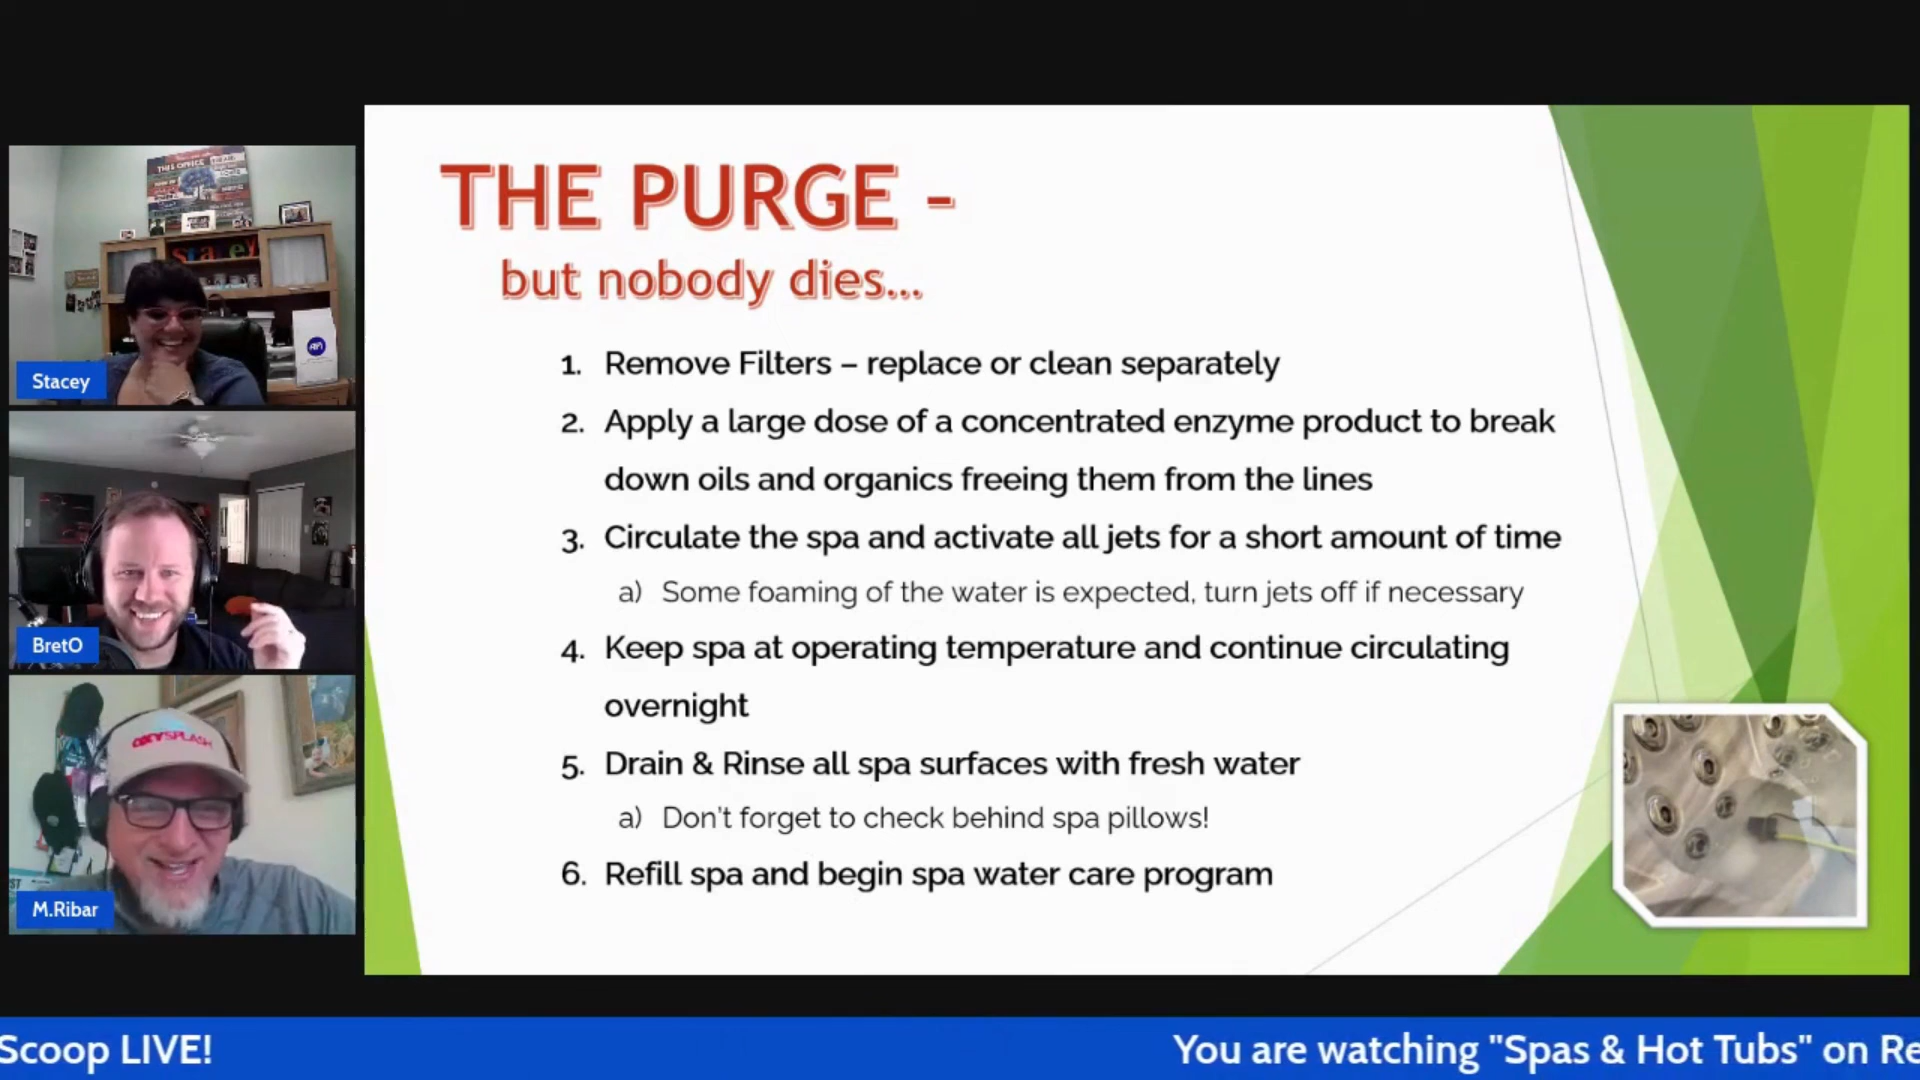 THIS OFFICE
Stacey
Stacey
BretO
OXYSPLASH
M.Ribar
THE PURGE -
but nobody dies...
1. Remove Filters – replace or clean separately
2. Apply a large dose of a concentrated enzyme product to break
down oils and organics freeing them from the lines
3. Circulate the spa and activate all jets for a short amount of time
a) Some foaming of the water is expected, turn jets off if necessary
4. Keep spa at operating temperature and continue circulating
overnight
5. Drain & Rinse all spa surfaces with fresh water
a) Don't forget to check behind spa pillows!
6. Refill spa and begin spa water care program
Scoop LIVE!
You are watching "Spas & Hot Tubs" on Re